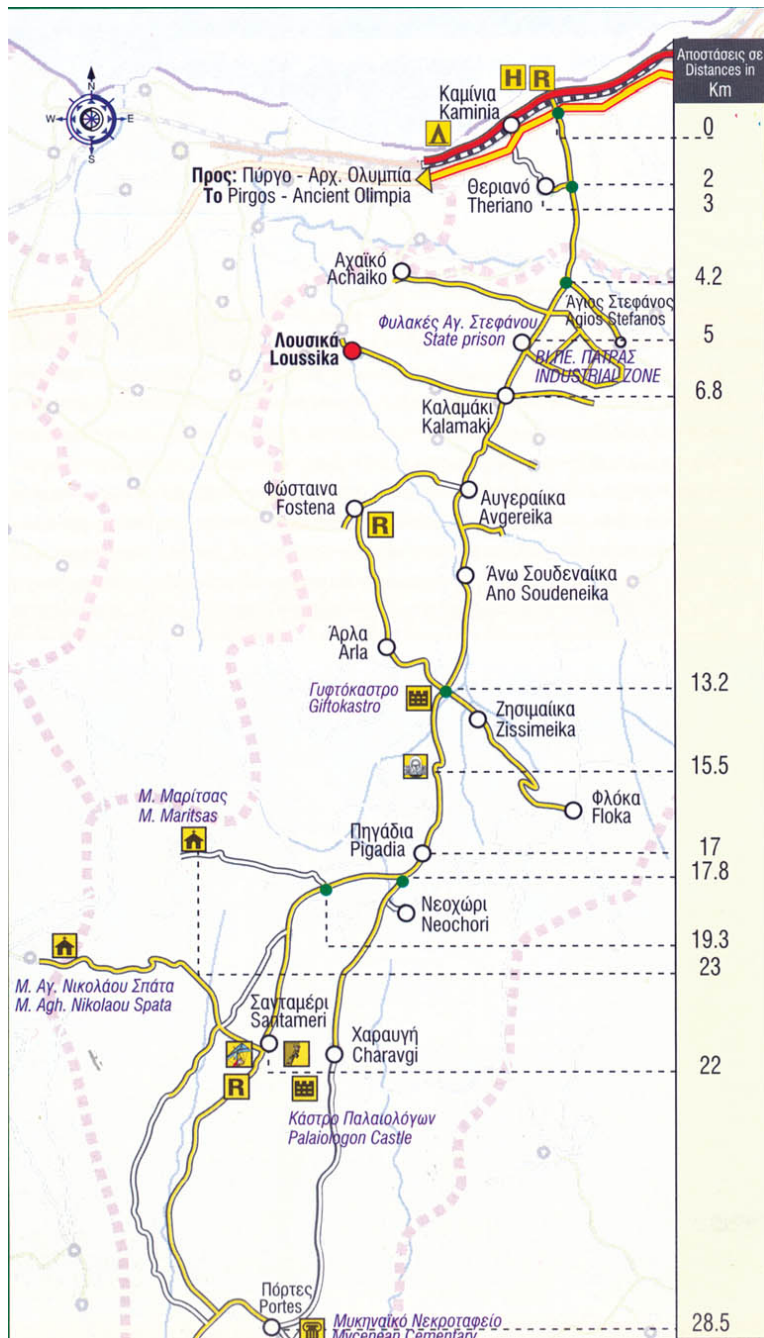 Αποστάσεις σε
Distances in
Km
N
W
E
S
H R
Καμίνια
Kaminia
0
Προς: Πύργο - Αρχ. Ολυμπία
To Pirgos - Ancient Olimpia
Θεριανό
Theriano
2
3
Αχαϊκό
Achaiko
4.2
Άγιος Στεφάνος
Agios Stefanos
Φυλακές Αγ. Στεφάνου
State prison
5
Λουσικά
Loussika
ΒΙ.ΠΕ. ΠΑΤΡΑΣ
INDUSTRIAL ZONE
6.8
Καλαμάκι
Kalamaki
Φώσταινα
Fostena
R
Αυγεραίικα
Avgereika
Άνω Σουδεναίικα
Ano Soudeneika
Άρλα
Arla
13.2
Γυφτόκαστρο
Giftokastro
Ζησιμαίικα
Zissimeika
15.5
Μ. Μαρίτσας
M. Maritsas
Φλόκα
Floka
Πηγάδια
Pigadia
17
17.8
Νεοχώρι
Neochori
19.3
23
Μ. Αγ. Νικολάου Σπάτα
M. Agh. Nikolaou Spata
Σανταμέρι
Santameri
Χαραυγή
Charavgi
22
R
Κάστρο Παλαιολόγων
Palaiologon Castle
Πόρτες
Portes
Μυκηναϊκό Νεκροταφείο
Mycenean Cementary
28.5